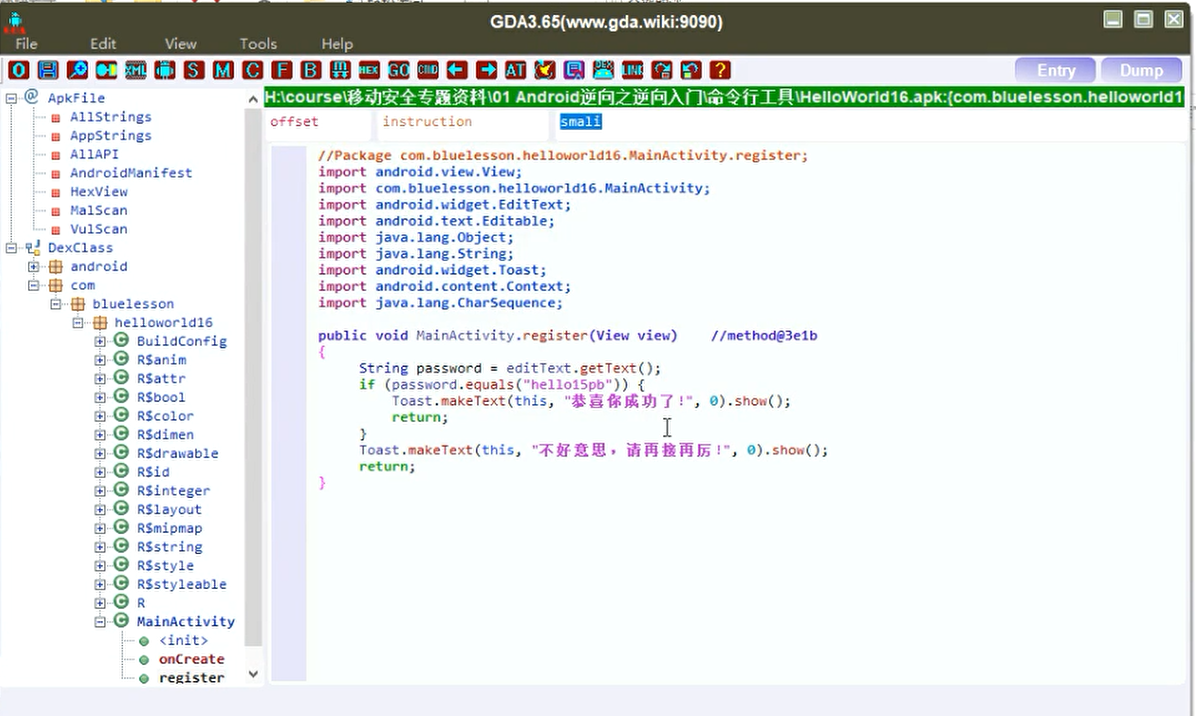 GDA3.65(www.gda.wiki:9090)
File Edit View Tools Help
O XML S M C F B HEX GO CMD AT DEX LINK ? Entry Dump
ApkFile
AllStrings
AppStrings
AllAPI
AndroidManifest
HexView
MalScan
VulScan
DexClass
android
com
bluelesson
helloworld16
BuildConfig
R$anim
R$attr
R$bool
R$color
R$dimen
R$drawable
R$id
R$integer
R$layout
R$mipmap
R$string
R$style
R$styleable
R
MainActivity
<init>
onCreate
register
H:\course\移动安全专题资料\01 Android逆向之逆向入门\命令行工具\HelloWorld16.apk:{com.bluelesson.helloworld1
offset instruction smali
//Package com.bluelesson.helloworld16.MainActivity.register;
import android.view.View;
import com.bluelesson.helloworld16.MainActivity;
import android.widget.EditText;
import android.text.Editable;
import java.lang.Object;
import java.lang.String;
import android.widget.Toast;
import android.content.Context;
import java.lang.CharSequence;
public void MainActivity.register(View view) //method@3e1b
{
String password = editText.getText();
if (password.equals("hello15pb")) {
Toast.makeText(this, "恭喜你成功了!", 0).show();
return;
}
Toast.makeText(this, "不好意思，请再接再厉!", 0).show();
return;
}